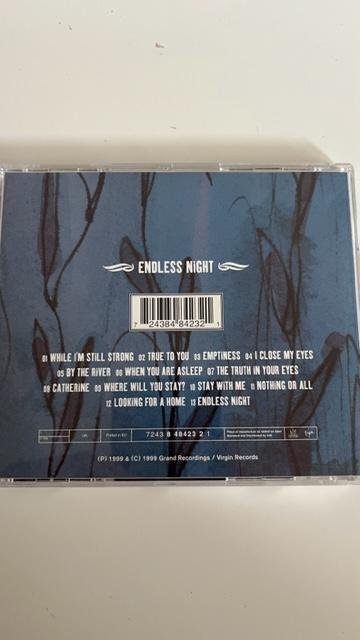 ENDLESS NIGHT
7 24384 84232 1
01 WHILE I'M STILL STRONG 02 TRUE TO YOU 03 EMPTINESS 04 I CLOSE MY EYES
05 BY THE RIVER 06 WHEN YOU ARE ASLEEP 07 THE TRUTH IN YOUR EYES
08 CATHERINE 09 WHERE WILL YOU STAY? 10 STAY WITH ME 11 NOTHING OR ALL
12 LOOKING FOR A HOME 13 ENDLESS NIGHT
Printed in EU 7243 8 48423 2 1
(P) 1999 & (C) 1999 Grand Recordings / Virgin Records